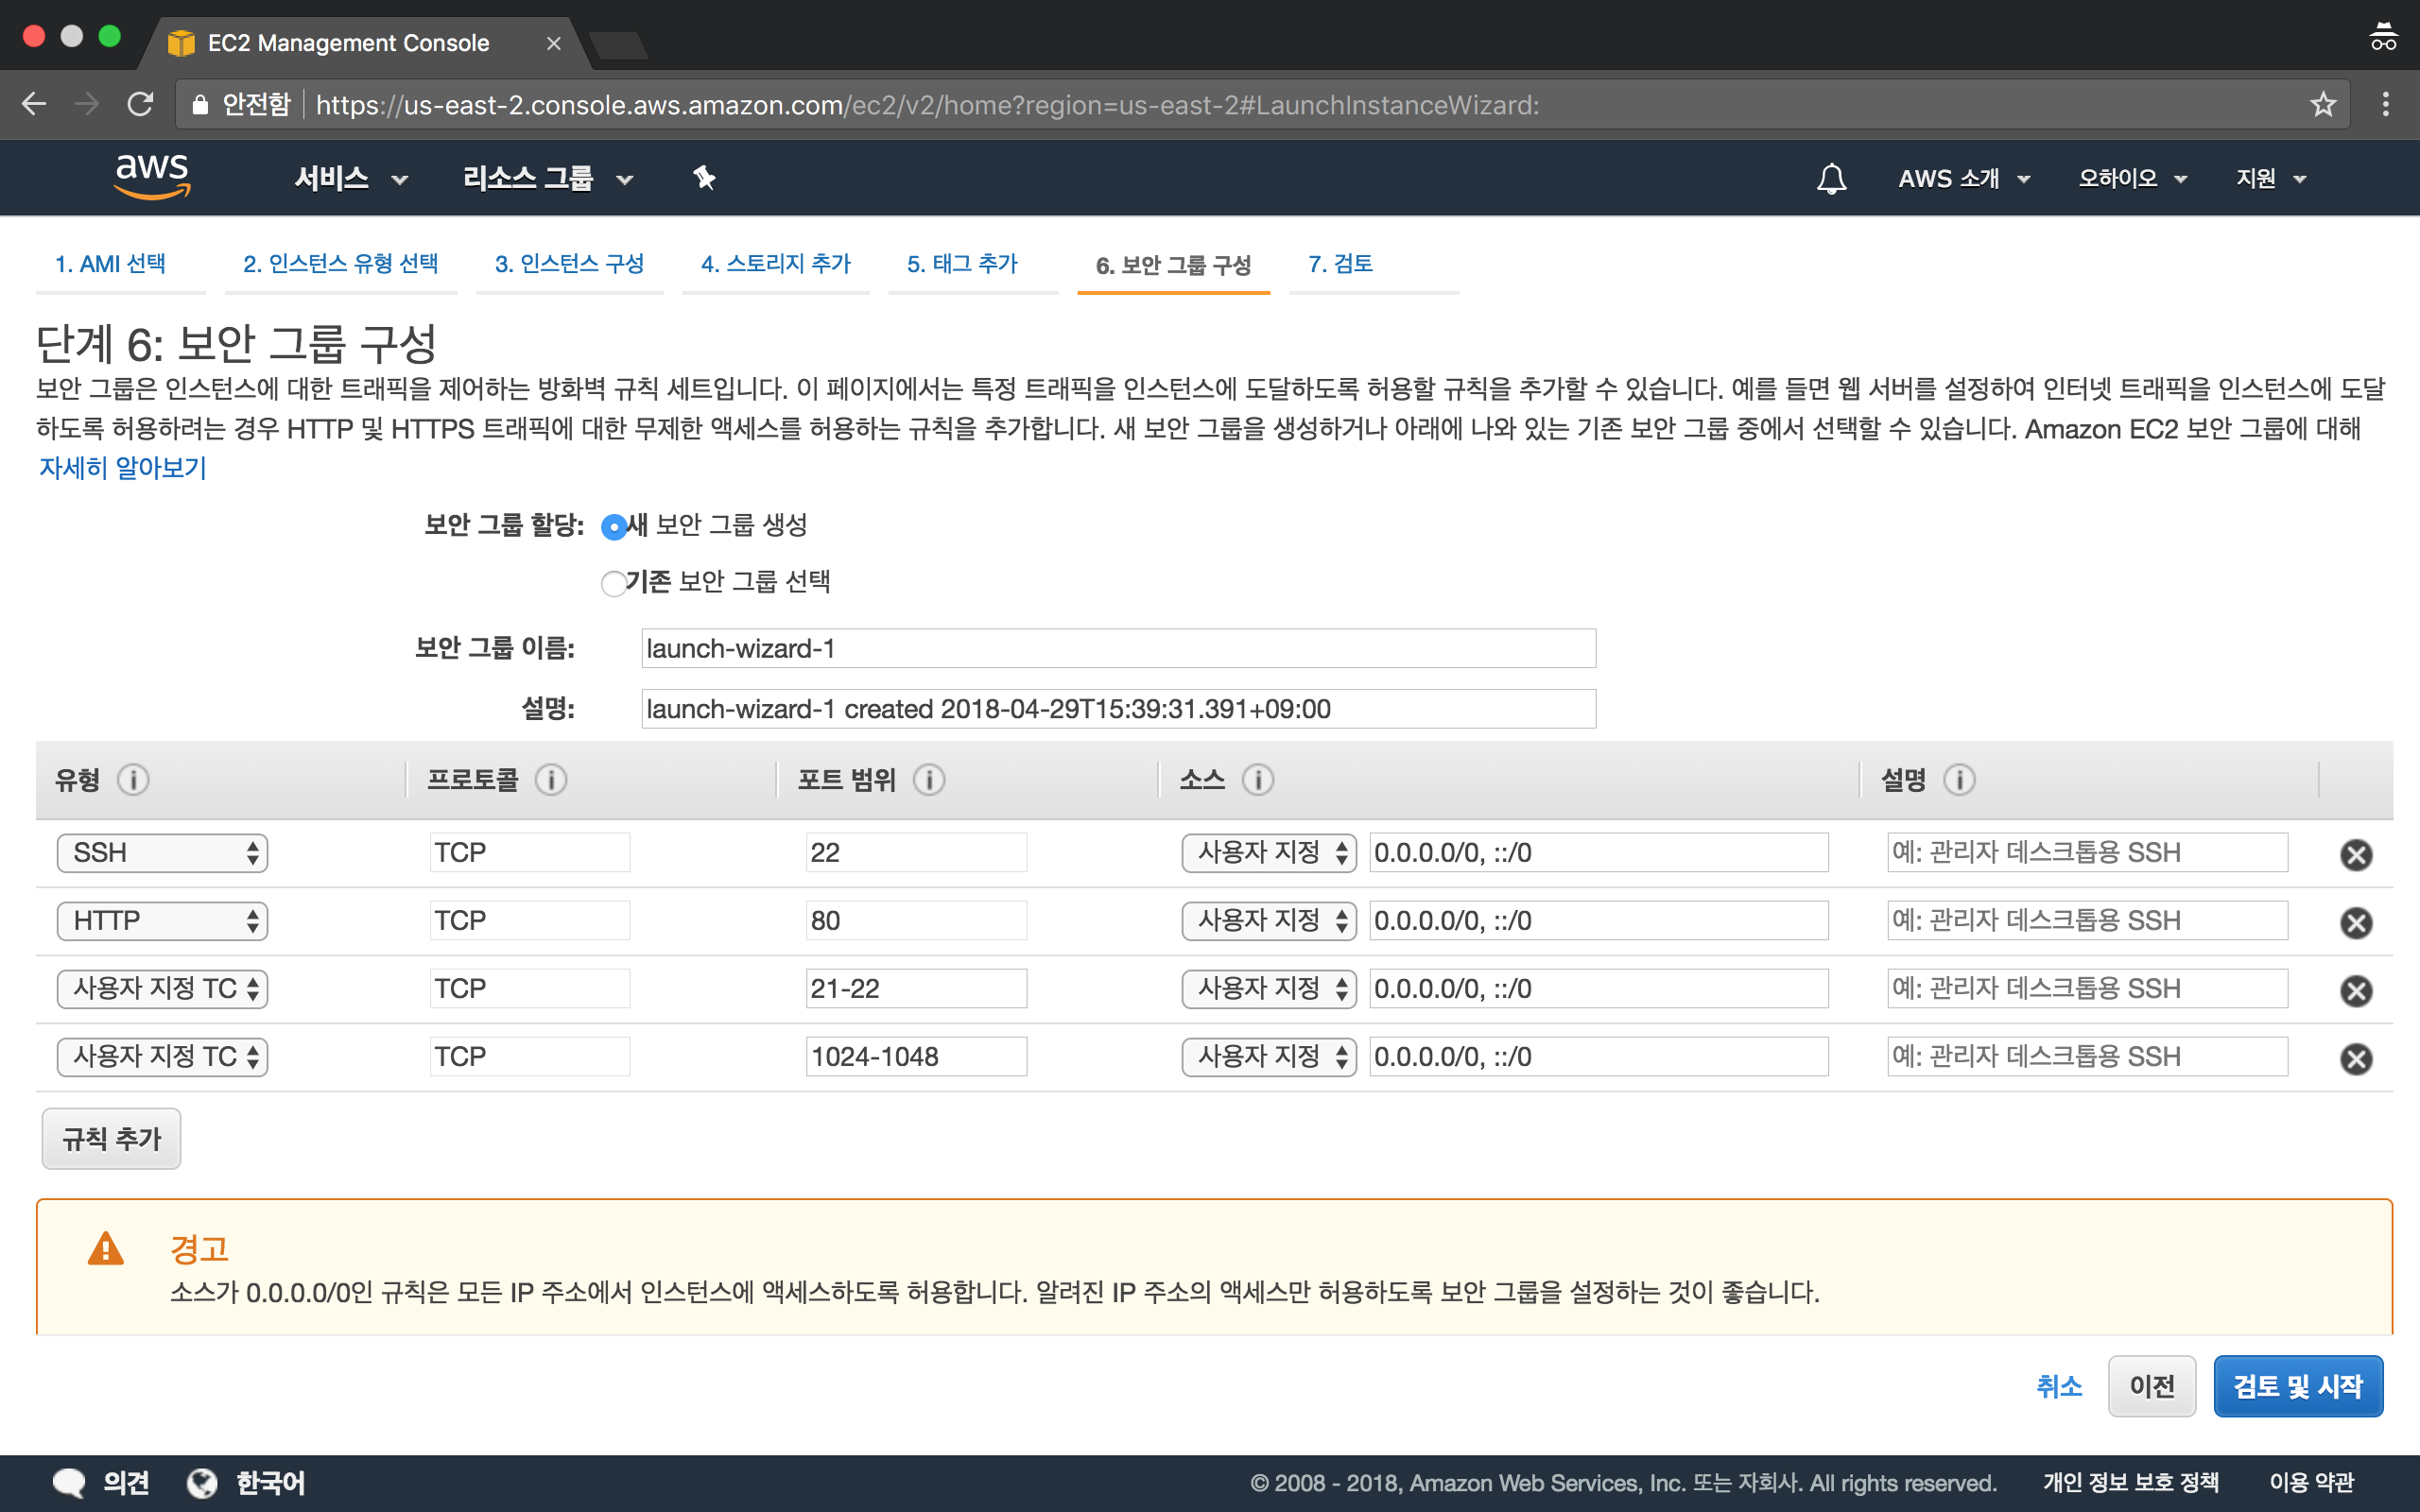 EC2 Management Console
안전함 https://us-east-2.console.aws.amazon.com/ec2/v2/home?region=us-east-2#LaunchInstanceWizard:
aws 서비스 리소스 그룹 AWS 소개 오하이오 지원
1. AMI 선택 2. 인스턴스 유형 선택 3. 인스턴스 구성 4. 스토리지 추가 5. 태그 추가 6. 보안 그룹 구성 7. 검토
단계 6: 보안 그룹 구성
보안 그룹은 인스턴스에 대한 트래픽을 제어하는 방화벽 규칙 세트입니다. 이 페이지에서는 특정 트래픽을 인스턴스에 도달하도록 허용할 규칙을 추가할 수 있습니다. 예를 들면 웹 서버를 설정하여 인터넷 트래픽을 인스턴스에 도달
하도록 허용하려는 경우 HTTP 및 HTTPS 트래픽에 대한 무제한 액세스를 허용하는 규칙을 추가합니다. 새 보안 그룹을 생성하거나 아래에 나와 있는 기존 보안 그룹 중에서 선택할 수 있습니다. Amazon EC2 보안 그룹에 대해
자세히 알아보기
보안 그룹 할당: 새 보안 그룹 생성
기존 보안 그룹 선택
보안 그룹 이름: launch-wizard-1
설명: launch-wizard-1 created 2018-04-29T15:39:31.391+09:00
유형 i 프로토콜 i 포트 범위 i 소스 i 설명 i
SSH TCP 22 사용자 지정 0.0.0.0/0, ::/0 예: 관리자 데스크톱용 SSH
HTTP TCP 80 사용자 지정 0.0.0.0/0, ::/0 예: 관리자 데스크톱용 SSH
사용자 지정 TC TCP 21-22 사용자 지정 0.0.0.0/0, ::/0 예: 관리자 데스크톱용 SSH
사용자 지정 TC TCP 1024-1048 사용자 지정 0.0.0.0/0, ::/0 예: 관리자 데스크톱용 SSH
규칙 추가
경고
소스가 0.0.0.0/0인 규칙은 모든 IP 주소에서 인스턴스에 액세스하도록 허용합니다. 알려진 IP 주소의 액세스만 허용하도록 보안 그룹을 설정하는 것이 좋습니다.
취소 이전 검토 및 시작
의견 한국어 © 2008 - 2018, Amazon Web Services, Inc. 또는 자회사. All rights reserved. 개인 정보 보호 정책 이용 약관